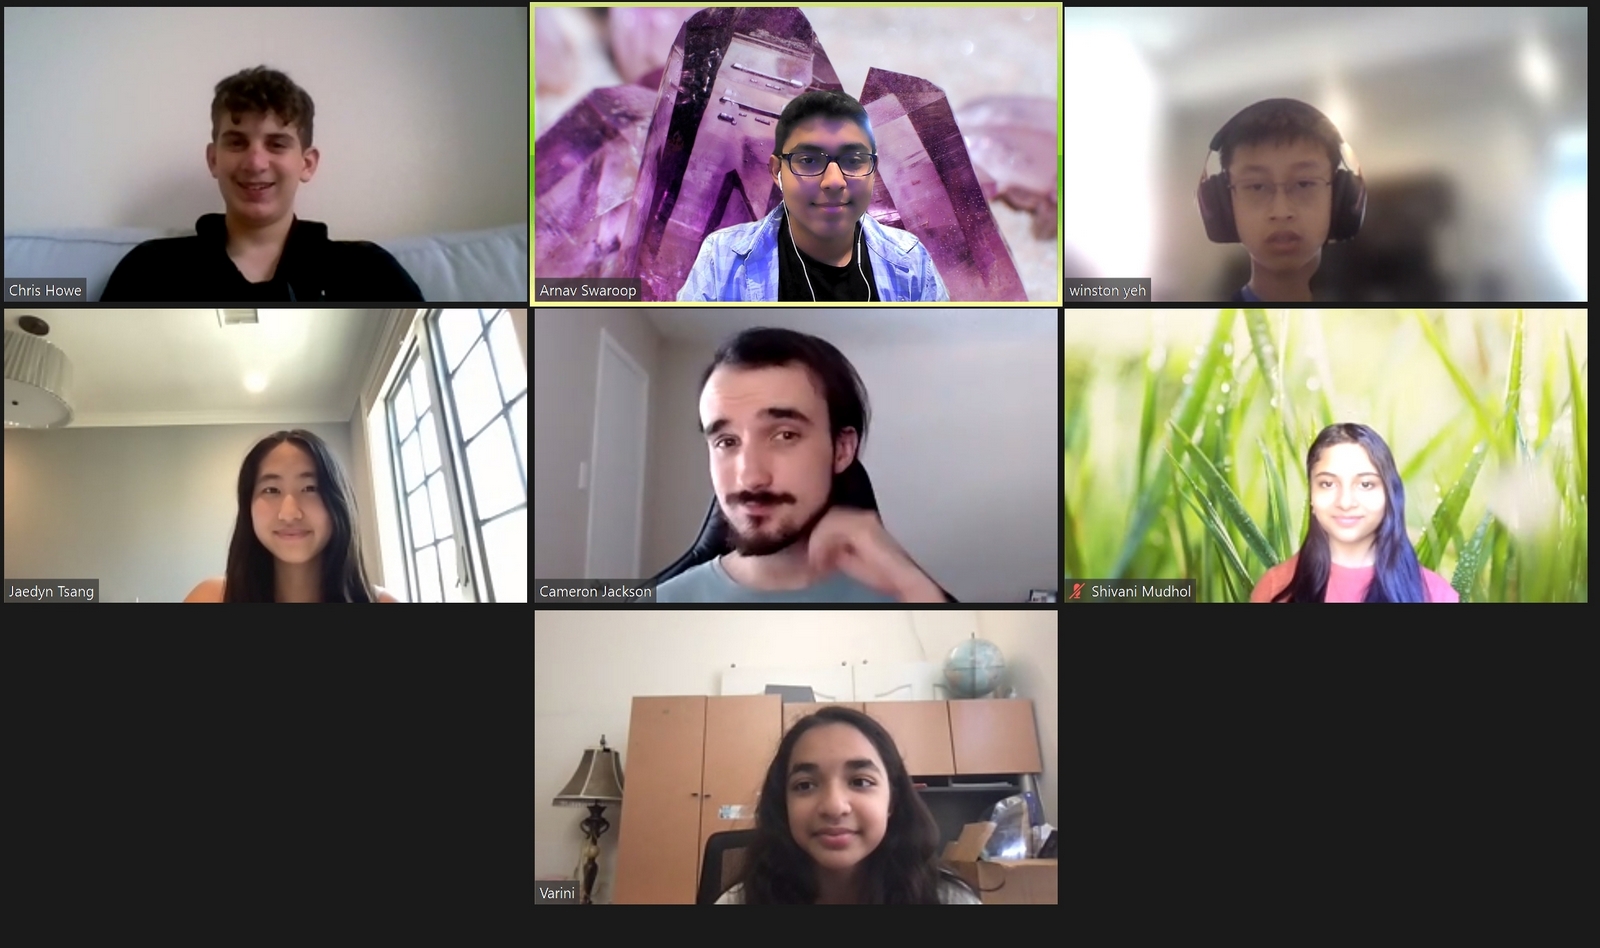 Chris Howe
Arnav Swaroop
winston yeh
Jaedyn Tsang
Cameron Jackson
Shivani Mudhol
Varini